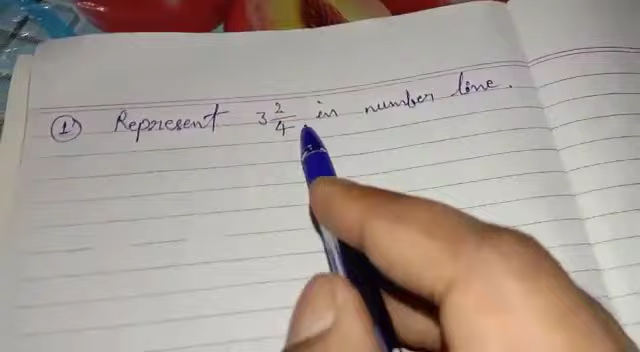 ① Represent 3 2/4 in number line.